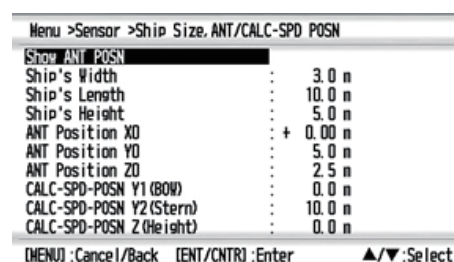 Menu >Sensor >Ship Size, ANT/CALC-SPD POSN
Show ANT POSN
Ship's Width : 3.0 m
Ship's Length : 10.0 m
Ship's Height : 5.0 m
ANT Position X0 : + 0.00 m
ANT Position Y0 : 5.0 m
ANT Position Z0 : 2.5 m
CALC-SPD-POSN Y1(BOW) : 0.0 m
CALC-SPD-POSN Y2(Stern) : 10.0 m
CALC-SPD-POSN Z(Height) : 0.0 m
[MENU] :Cancel/Back [ENT/CNTR] :Enter ▲/▼ :Select